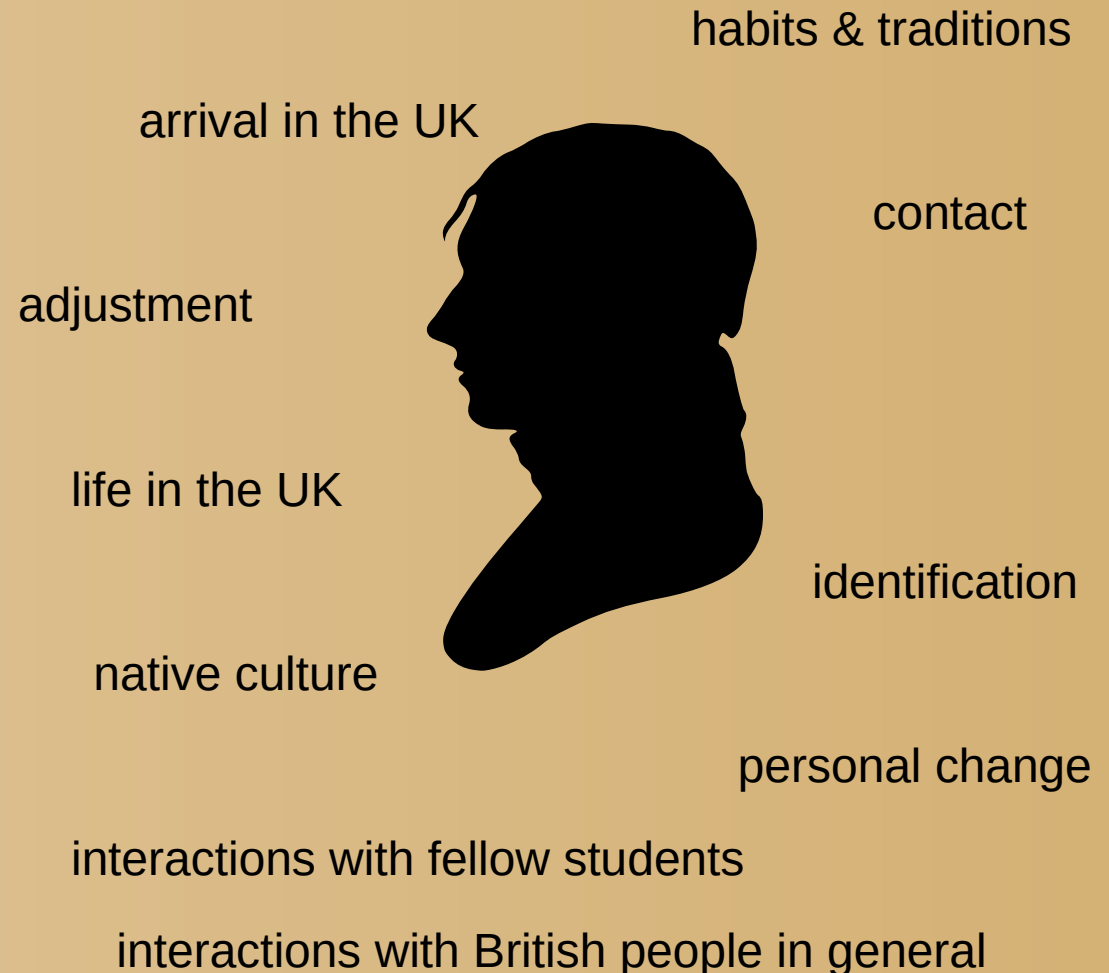 habits & traditions
arrival in the UK
contact
adjustment
life in the UK
identification
native culture
personal change
interactions with fellow students
interactions with British people in general